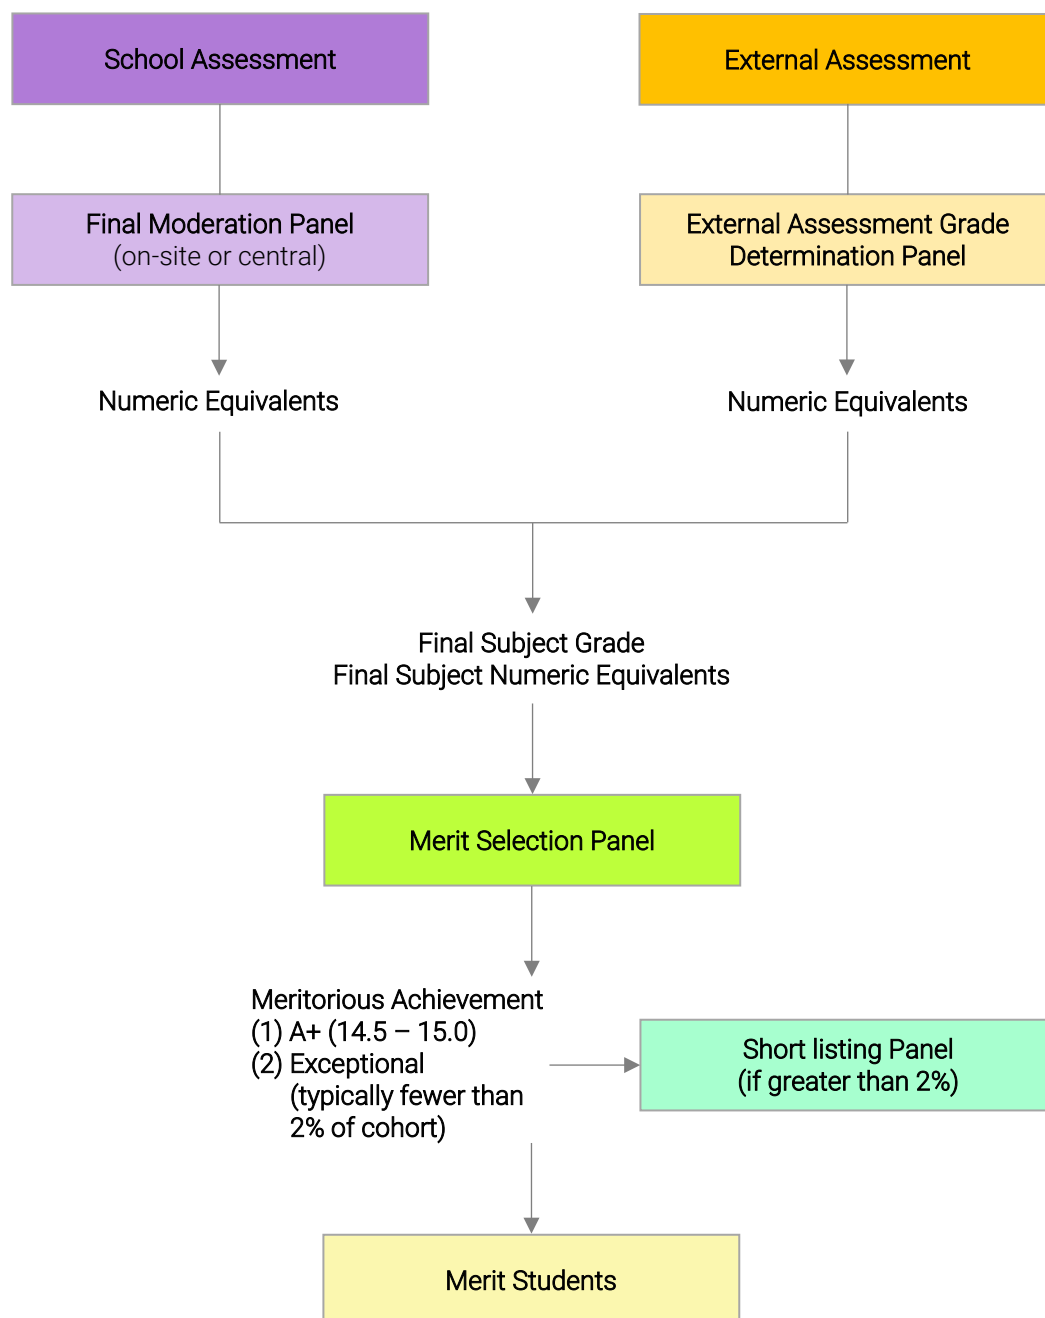 School Assessment
External Assessment
Final Moderation Panel
(on-site or central)
External Assessment Grade
Determination Panel
Numeric Equivalents
Numeric Equivalents
Final Subject Grade
Final Subject Numeric Equivalents
Merit Selection Panel
Meritorious Achievement
(1) A+ (14.5 – 15.0)
(2) Exceptional
(typically fewer than
2% of cohort)
Short listing Panel
(if greater than 2%)
Merit Students